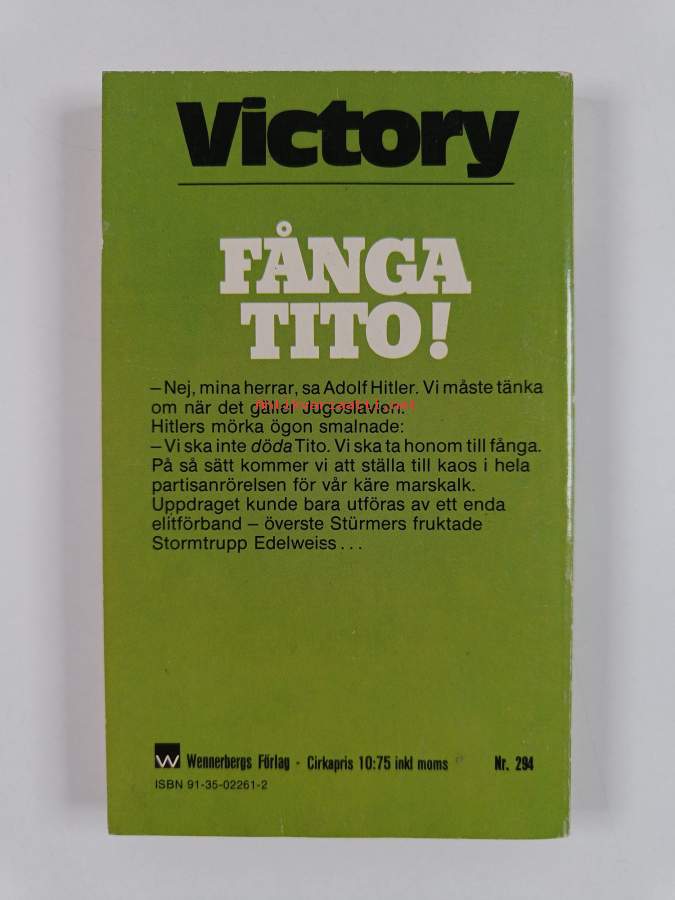 Victory
FÅNGA
TITO!
– Nej, mina herrar, sa Adolf Hitler. Vi måste tänka
om när det gäller Jugoslavien.
Hitlers mörka ögon smalnade:
– Vi ska inte döda Tito. Vi ska ta honom till fånga.
På så sätt kommer vi att ställa till kaos i hela
partisanrörelsen för vår käre marskalk.
Uppdraget kunde bara utföras av ett enda
elitförband – överste Stürmers fruktade
Stormtrupp Edelweiss . . .
W Wennerbergs Förlag - Cirkapris 10:75 inkl moms Nr. 294
ISBN 91-35-02261-2